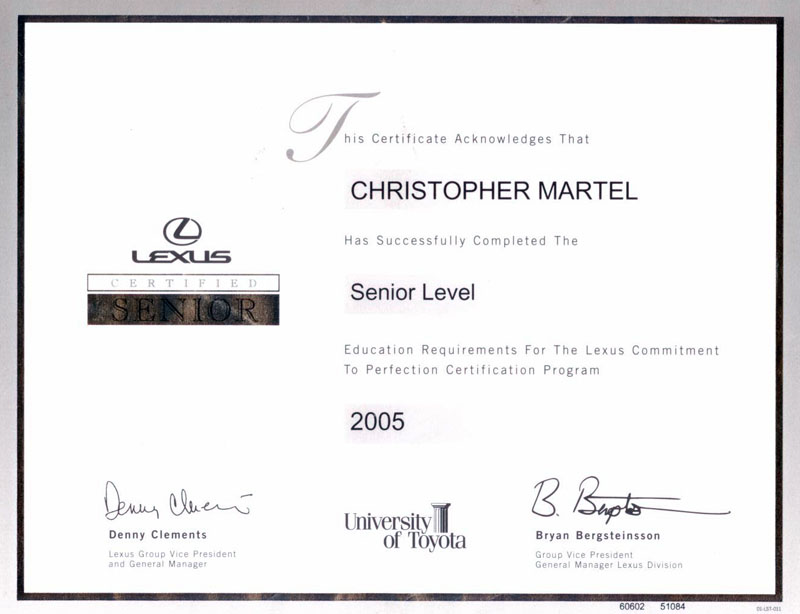 This Certificate Acknowledges That
CHRISTOPHER MARTEL
Has Successfully Completed The
LEXUS
CERTIFIED
SENIOR
Senior Level
Education Requirements For The Lexus Commitment
To Perfection Certification Program
2005
Denny Clements
Lexus Group Vice President
and General Manager
University
of Toyota
Bryan Bergsteinsson
Group Vice President
General Manager Lexus Division
60602 51084